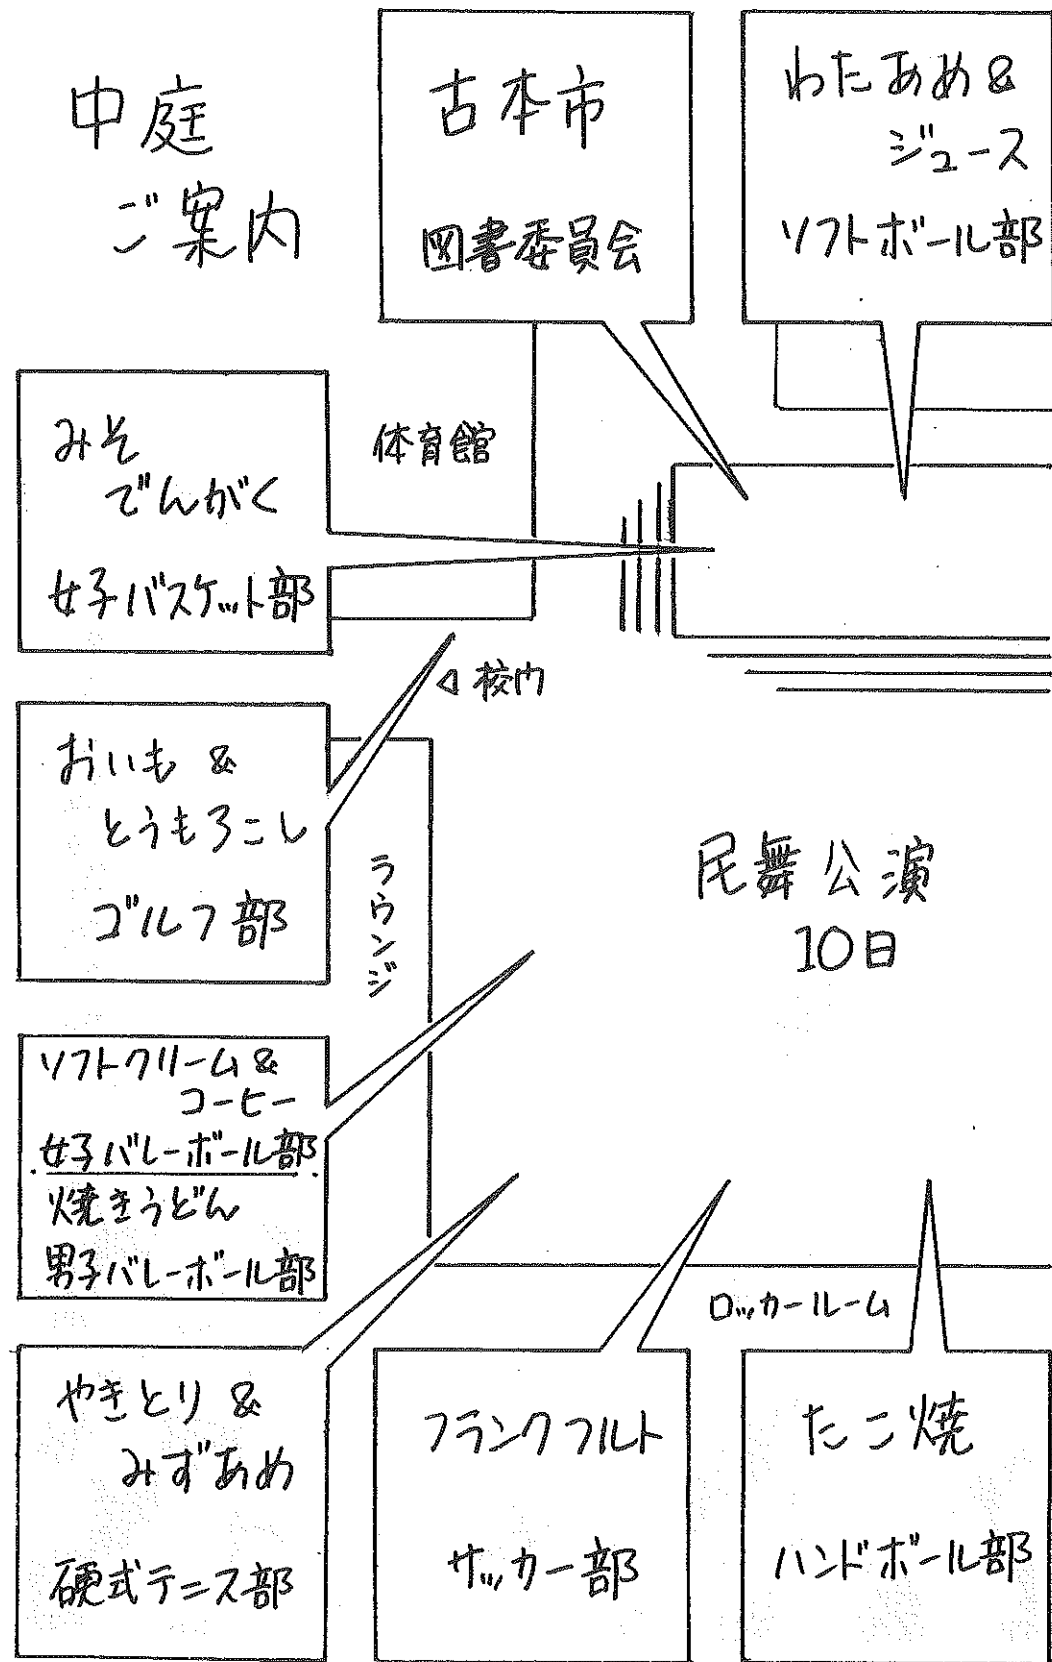 中庭
ご案内
古本市
図書委員会
わたあめ&
ジュース
ソフトボール部
みそ
でんがく
女子バスケット部
体育館
◁校内
おいも &
とうもろこし
ゴルフ部
ラウンジ
民舞公演
10日
ソフトクリーム &
コーヒー
女子バレーボール部
焼きうどん
男子バレーボール部
ロッカールーム
やきとり &
みずあめ
硬式テニス部
フランクフルト
サッカー部
たこ焼
ハンドボール部